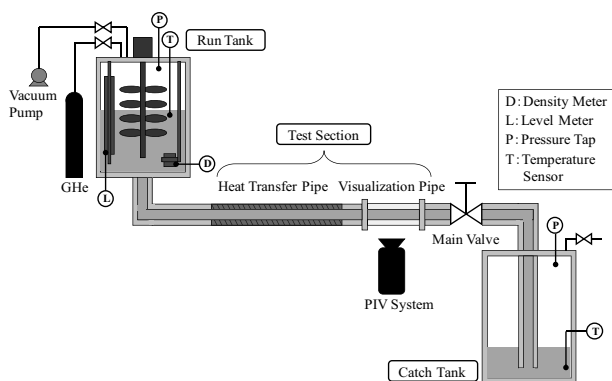 P
T
Run Tank
Vacuum
Pump
GHe
L
D
Test Section
Heat Transfer Pipe
Visualization Pipe
Main Valve
PIV System
D: Density Meter
L: Level Meter
P: Pressure Tap
T: Temperature
Sensor
P
T
Catch Tank